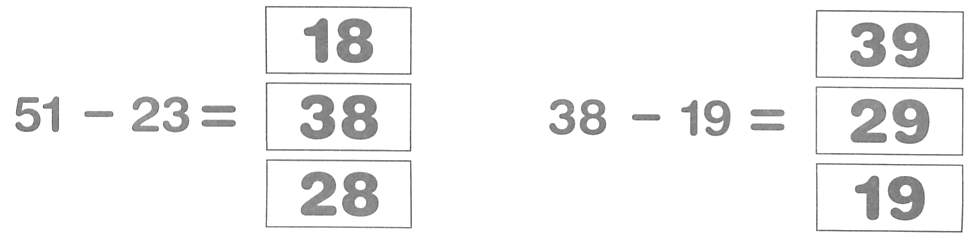 18
51 – 23 = 38
28
39
38 – 19 = 29
19